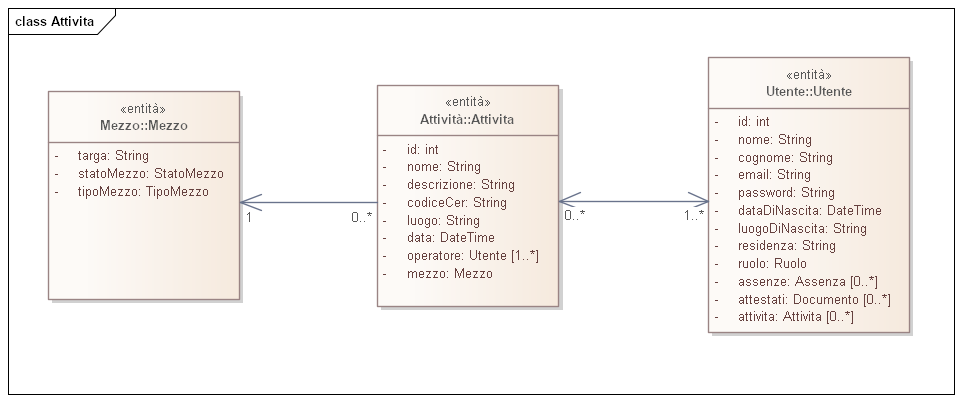 class Attivita
«entità»
Mezzo::Mezzo
- targa: String
- statoMezzo: StatoMezzo
- tipoMezzo: TipoMezzo
1
0..*
«entità»
Attività::Attivita
- id: int
- nome: String
- descrizione: String
- codiceCer: String
- luogo: String
- data: DateTime
- operatore: Utente [1..*]
- mezzo: Mezzo
0..*
1..*
«entità»
Utente::Utente
- id: int
- nome: String
- cognome: String
- email: String
- password: String
- dataDiNascita: DateTime
- luogoDiNascita: String
- residenza: String
- ruolo: Ruolo
- assenze: Assenza [0..*]
- attestati: Documento [0..*]
- attivita: Attivita [0..*]